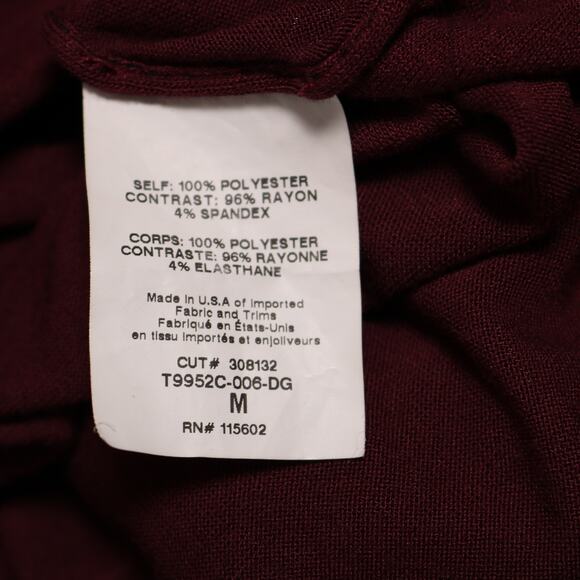 SELF: 100% POLYESTER
CONTRAST: 96% RAYON
4% SPANDEX
CORPS: 100% POLYESTER
CONTRASTE: 96% RAYONNE
4% ELASTHANE
Made in U.S.A of Imported
Fabric and Trims
Fabriqué en États-Unis
en tissu importés et enjoliveurs
CUT# 308132
T9952C-006-DG
M
RN# 115602